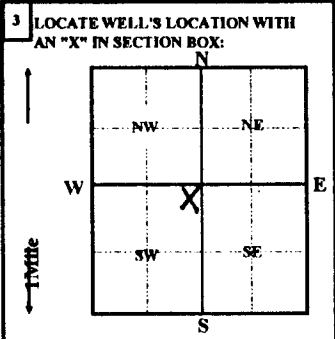 3 LOCATE WELL'S LOCATION WITH
AN "X" IN SECTION BOX:
N
NW NE
W E
X
SW SE
1 Mile
S